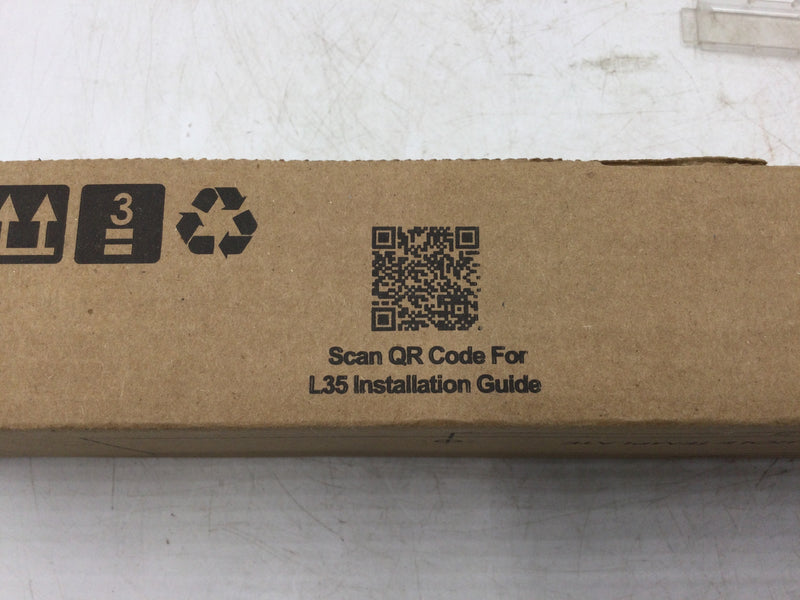 3
Scan QR Code For
L35 Installation Guide